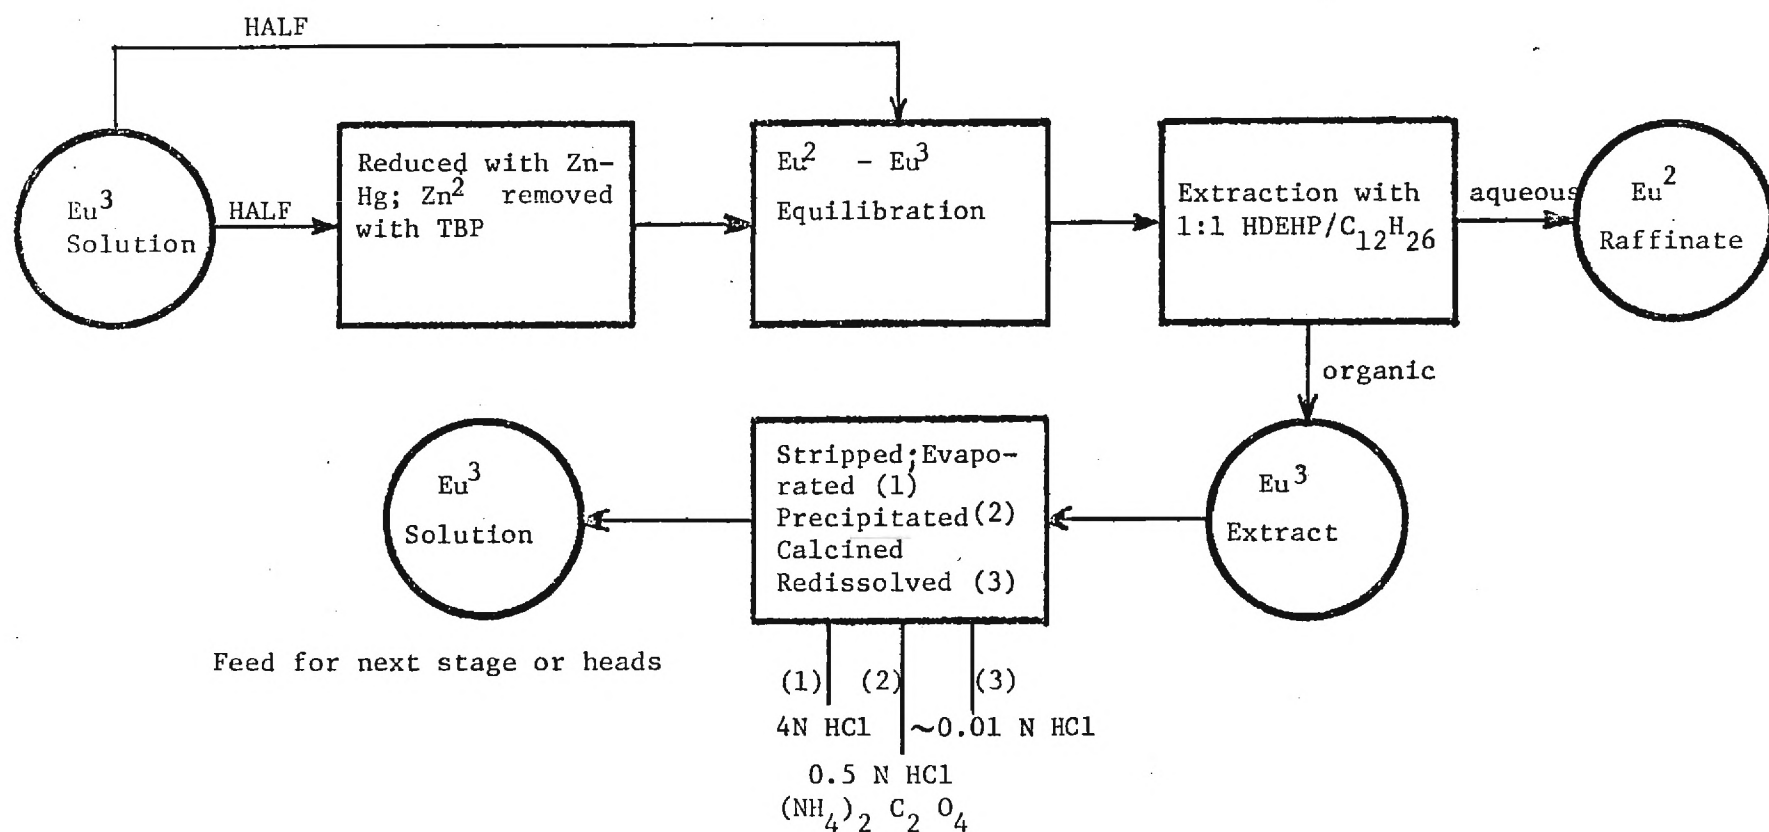 HALF
Eu3
Solution
HALF
Reduced with Zn-
Hg; Zn2 removed
with TBP
Eu2 - Eu3
Equilibration
Extraction with
1:1 HDEHP/C12H26
aqueous
Eu2
Raffinate
organic
Eu3
Extract
Stripped;Evapo-
rated (1)
Precipitated(2)
Calcined
Redissolved (3)
Eu3
Solution
Feed for next stage or heads
(1) (2) (3)
4N HCl ~0.01 N HCl
0.5 N HCl
(NH4)2 C2 O4